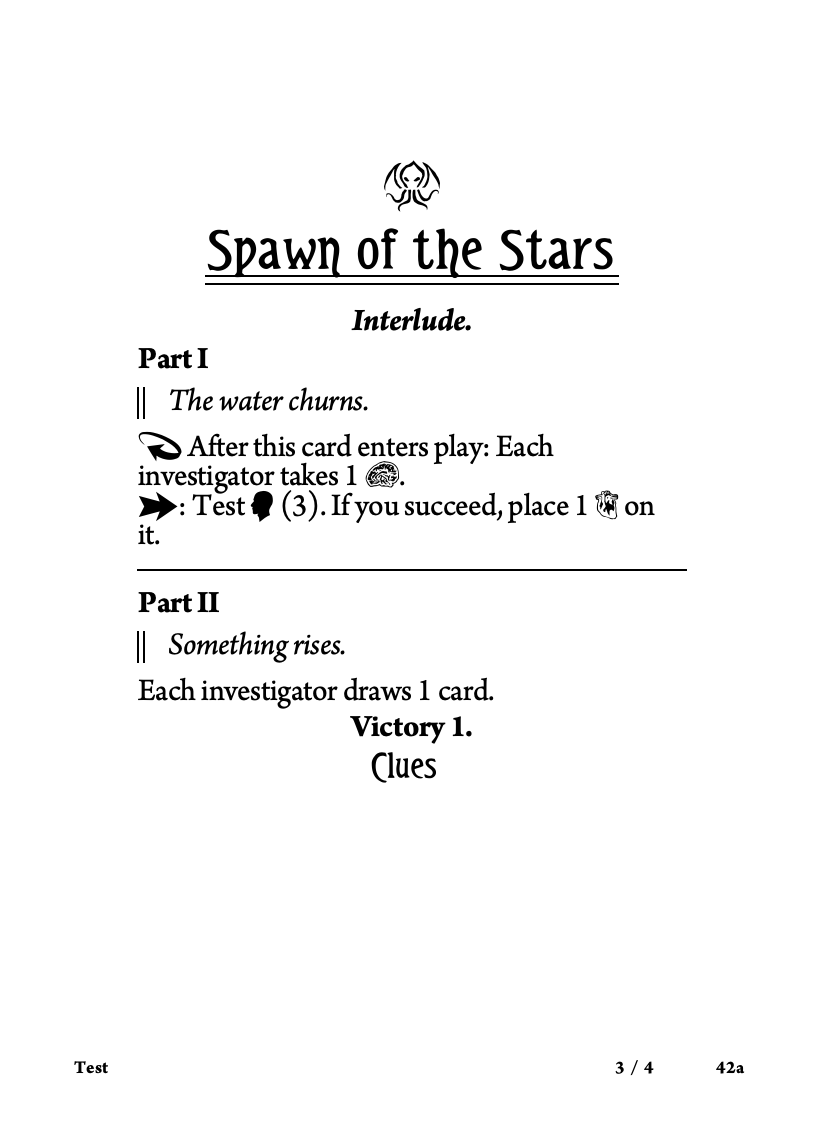 Spawn of the Stars
Interlude.
Part I
The water churns.
After this card enters play: Each
investigator takes 1 .
: Test (3). If you succeed, place 1 on
it.
Part II
Something rises.
Each investigator draws 1 card.
Victory 1.
Clues
Test 3 / 4 42a